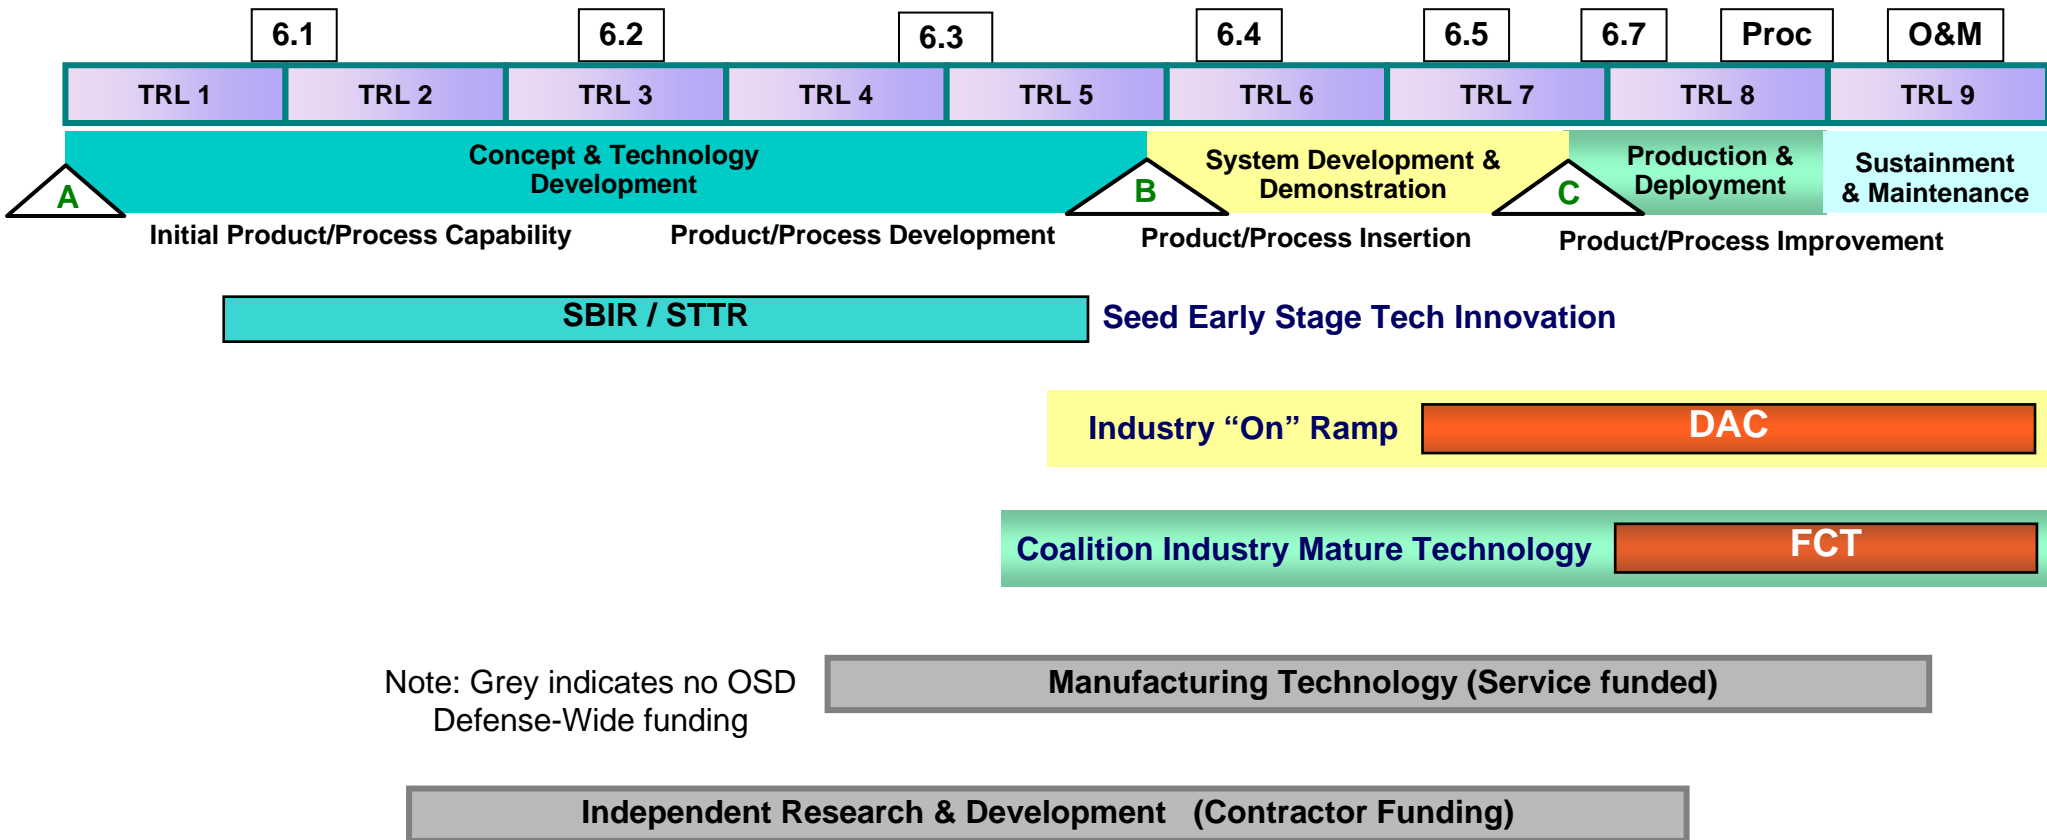 6.1 6.2 6.3 6.4 6.5 6.7 Proc O&M
TRL 1 TRL 2 TRL 3 TRL 4 TRL 5 TRL 6 TRL 7 TRL 8 TRL 9
A
Concept & Technology
Development
B
System Development &
Demonstration
C
Production &
Deployment
Sustainment
& Maintenance
Initial Product/Process Capability
Product/Process Development
Product/Process Insertion
Product/Process Improvement
SBIR / STTR
Seed Early Stage Tech Innovation
Industry “On” Ramp
DAC
Coalition Industry Mature Technology
FCT
Note: Grey indicates no OSD
Defense-Wide funding
Manufacturing Technology (Service funded)
Independent Research & Development (Contractor Funding)